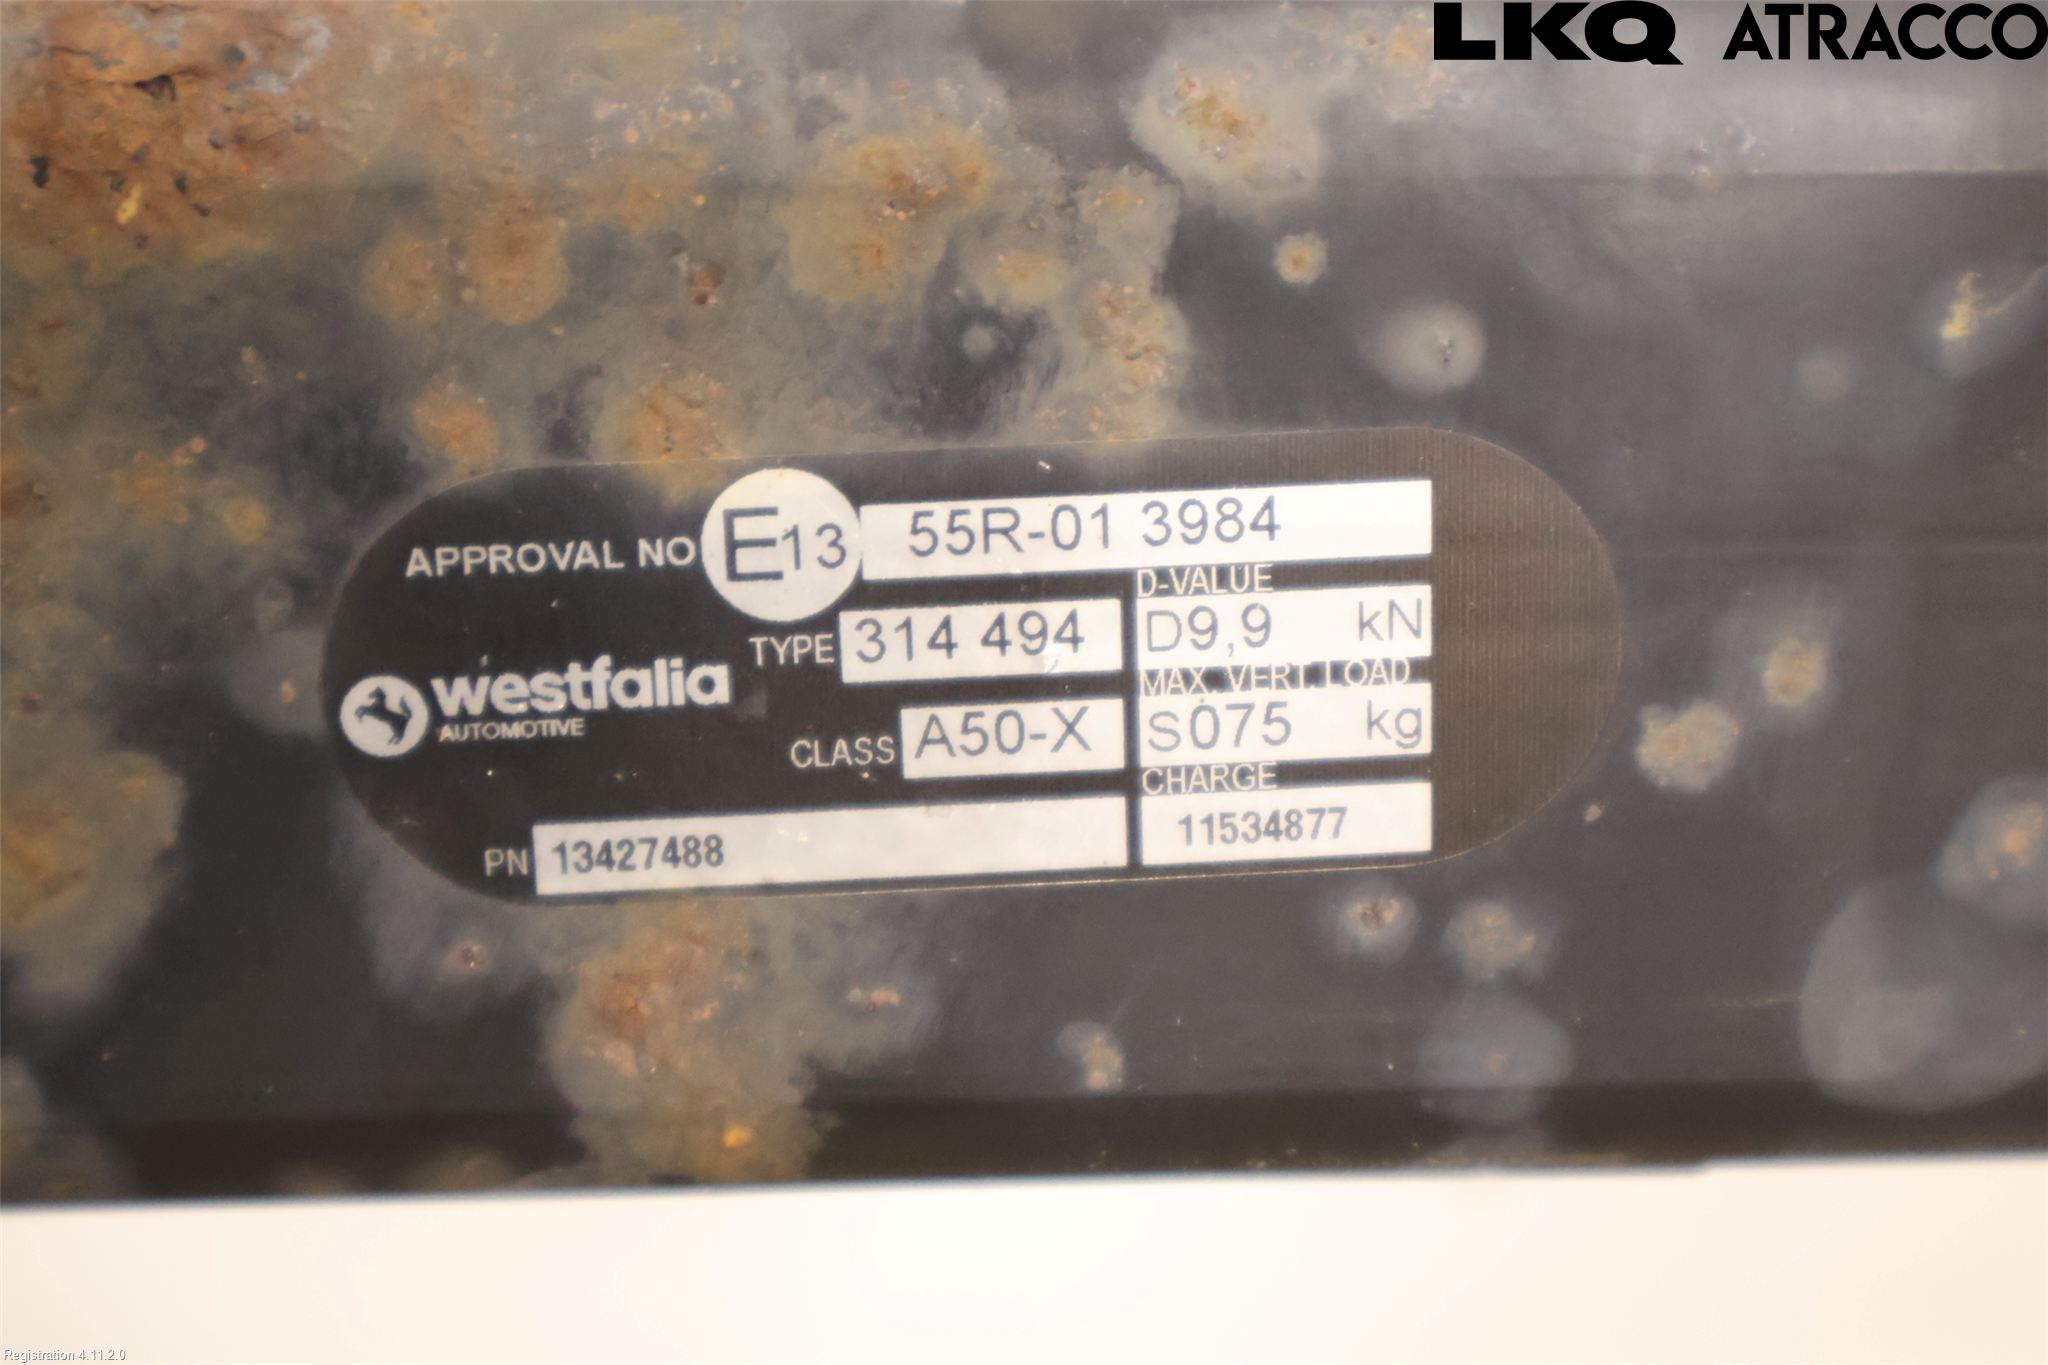 LKQ ATRACCO
APPROVAL NO E13 55R-01 3984
D-VALUE
TYPE 314 494 D9,9 kN
MAX. VERT. LOAD
westfalia
AUTOMOTIVE
CLASS A50-X S075 kg
CHARGE
PN 13427488 11534877
Registration 4.11.2.0